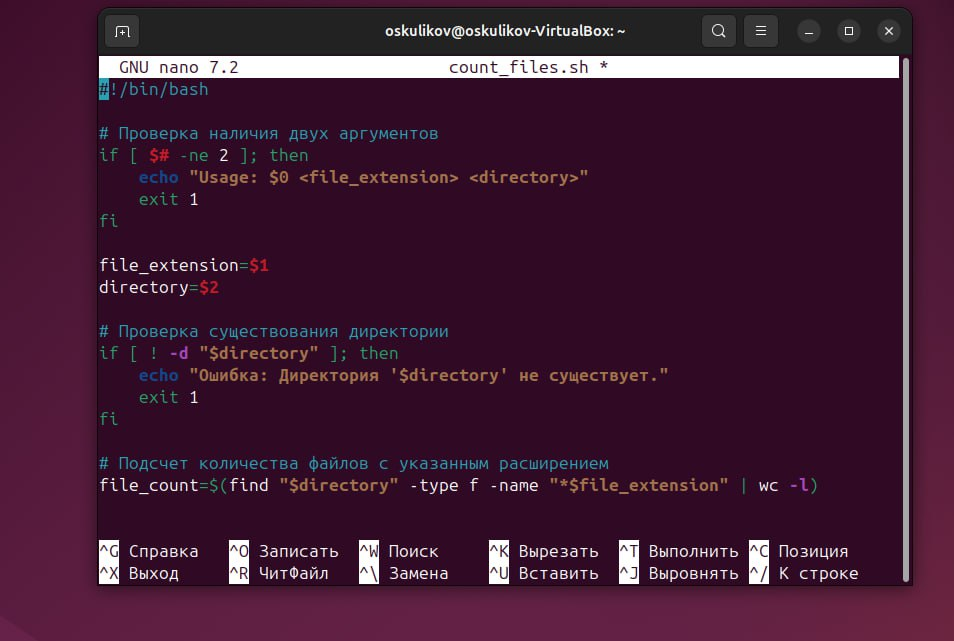 oskulikov@oskulikov-VirtualBox: ~
GNU nano 7.2 count_files.sh *
#!/bin/bash
# Проверка наличия двух аргументов
if [ $# -ne 2 ]; then
    echo "Usage: $0 <file_extension> <directory>"
    exit 1
fi
file_extension=$1
directory=$2
# Проверка существования директории
if [ ! -d "$directory" ]; then
    echo "Ошибка: Директория '$directory' не существует."
    exit 1
fi
# Подсчет количества файлов с указанным расширением
file_count=$(find "$directory" -type f -name "*$file_extension" | wc -l)
^G Справка ^O Записать ^W Поиск ^K Вырезать ^T Выполнить ^C Позиция
^X Выход ^R ЧитФайл ^\ Замена ^U Вставить ^J Выровнять ^/ К строке